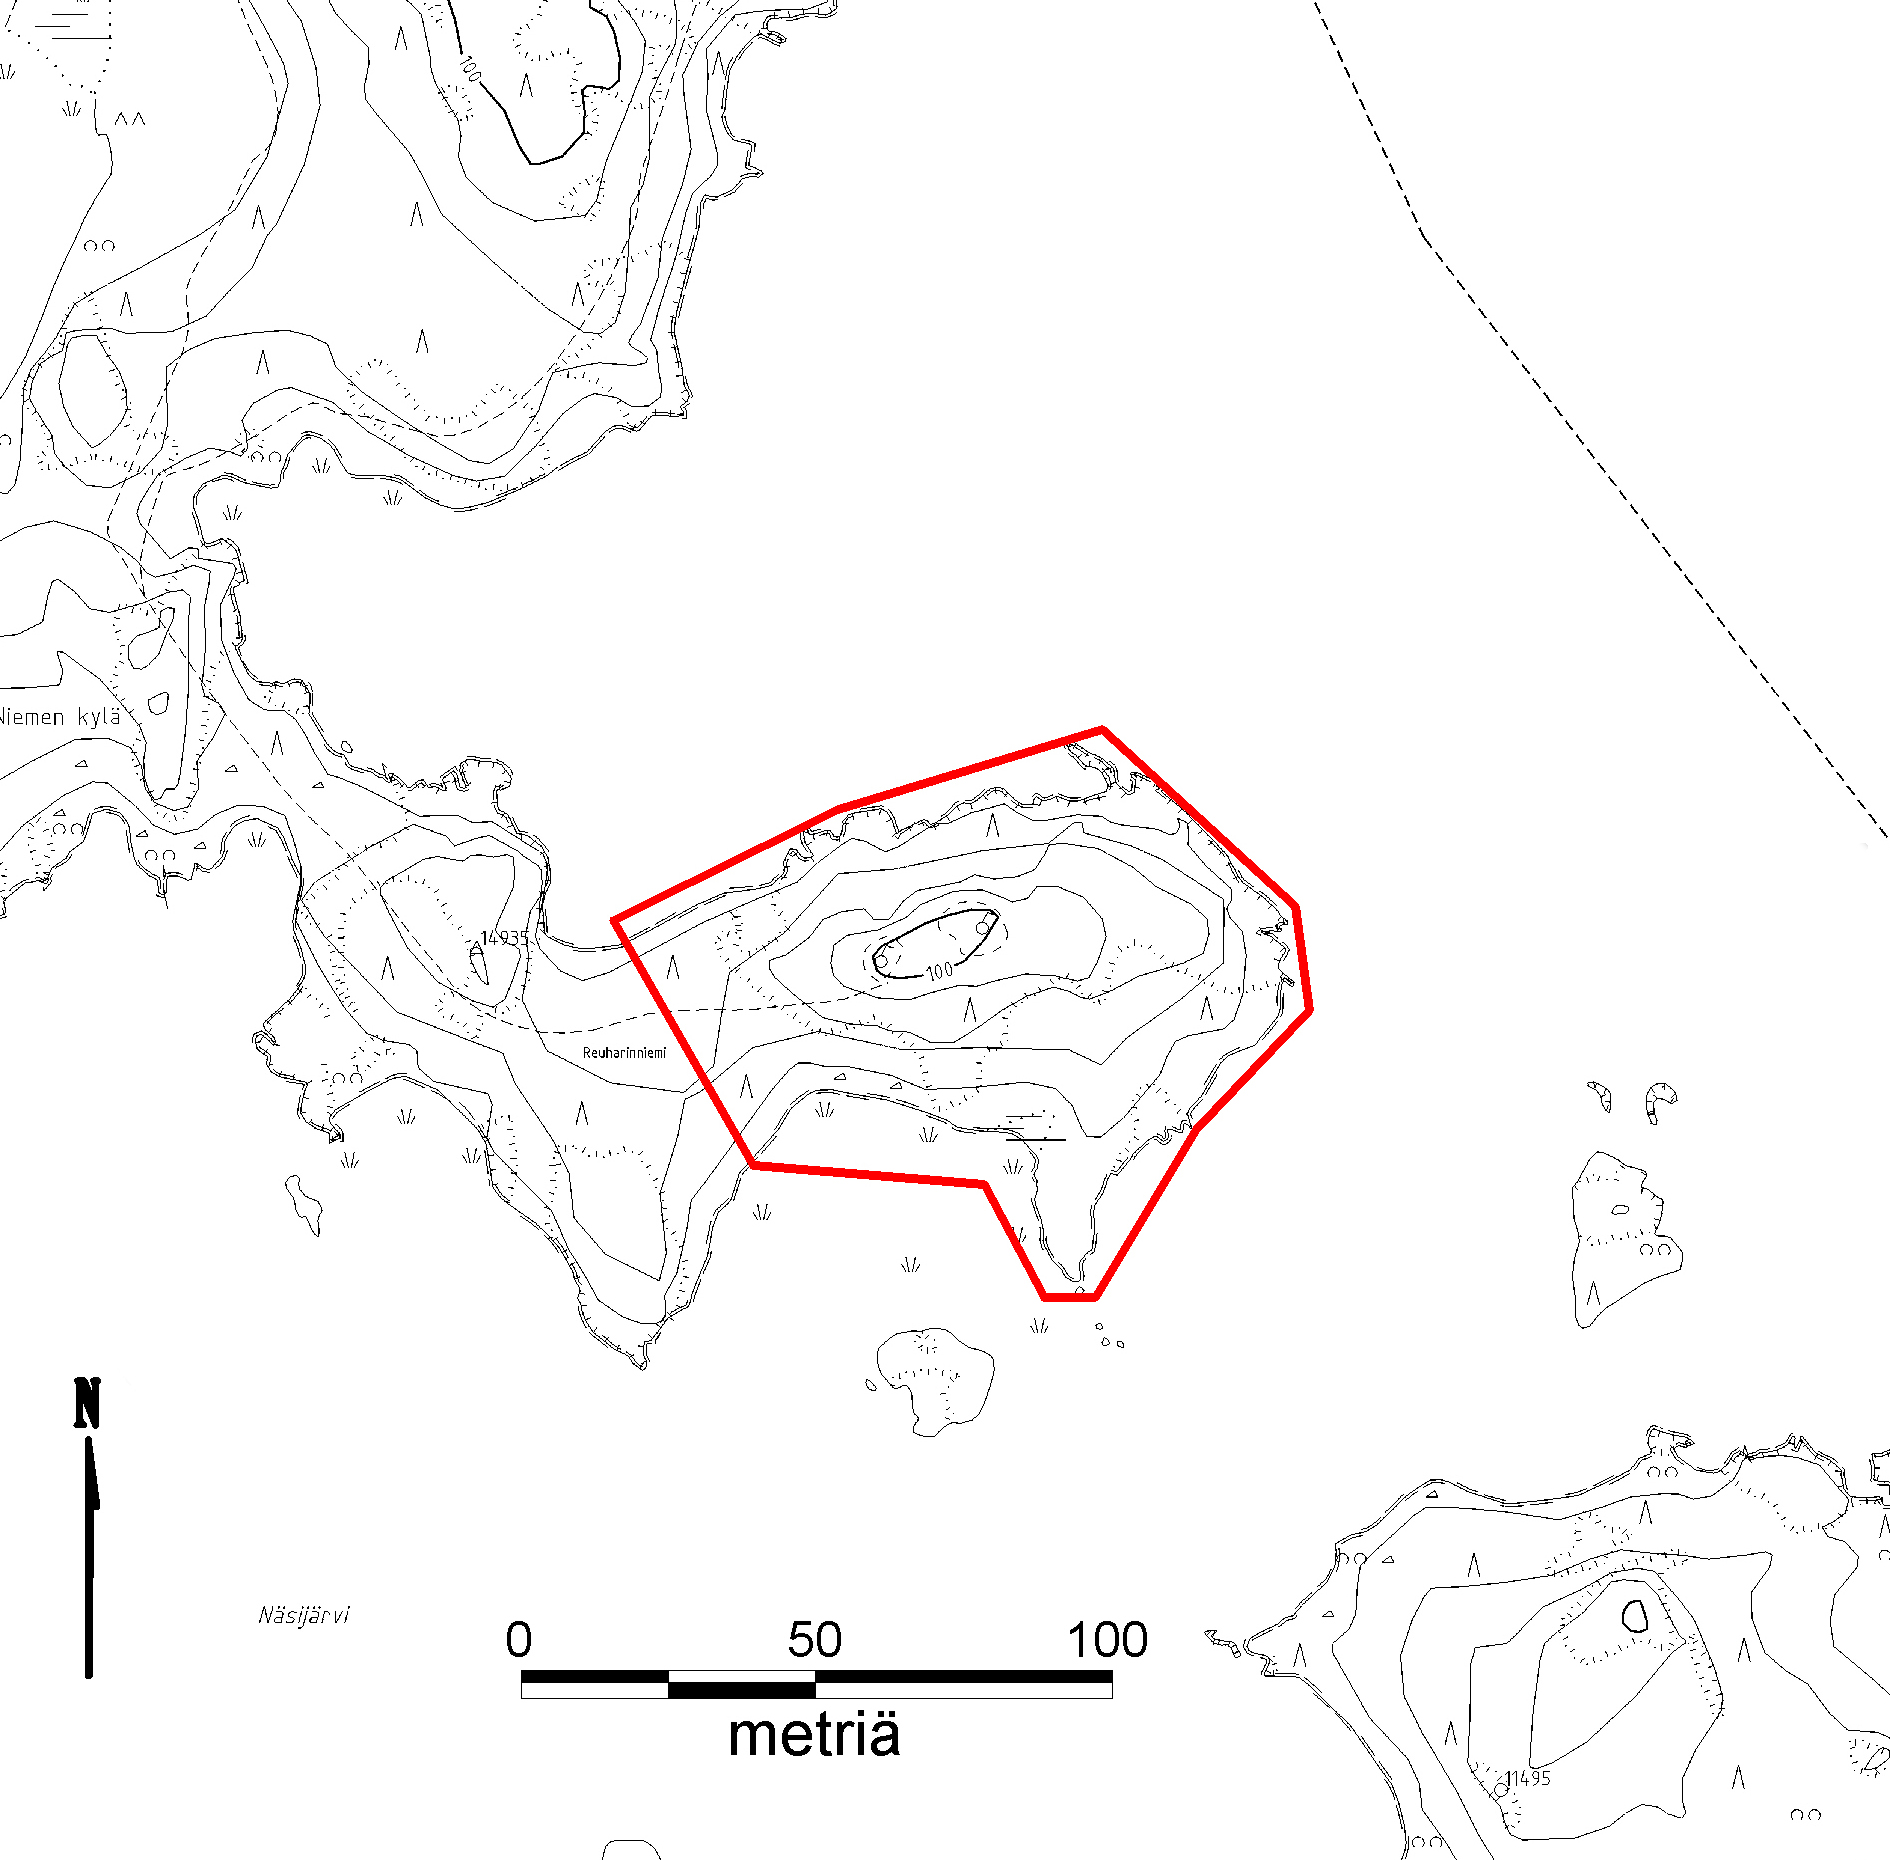 100
Niemen kylä
14935
100
Reuharinniemi
N
Näsijärvi
0 50 100
metriä
11495